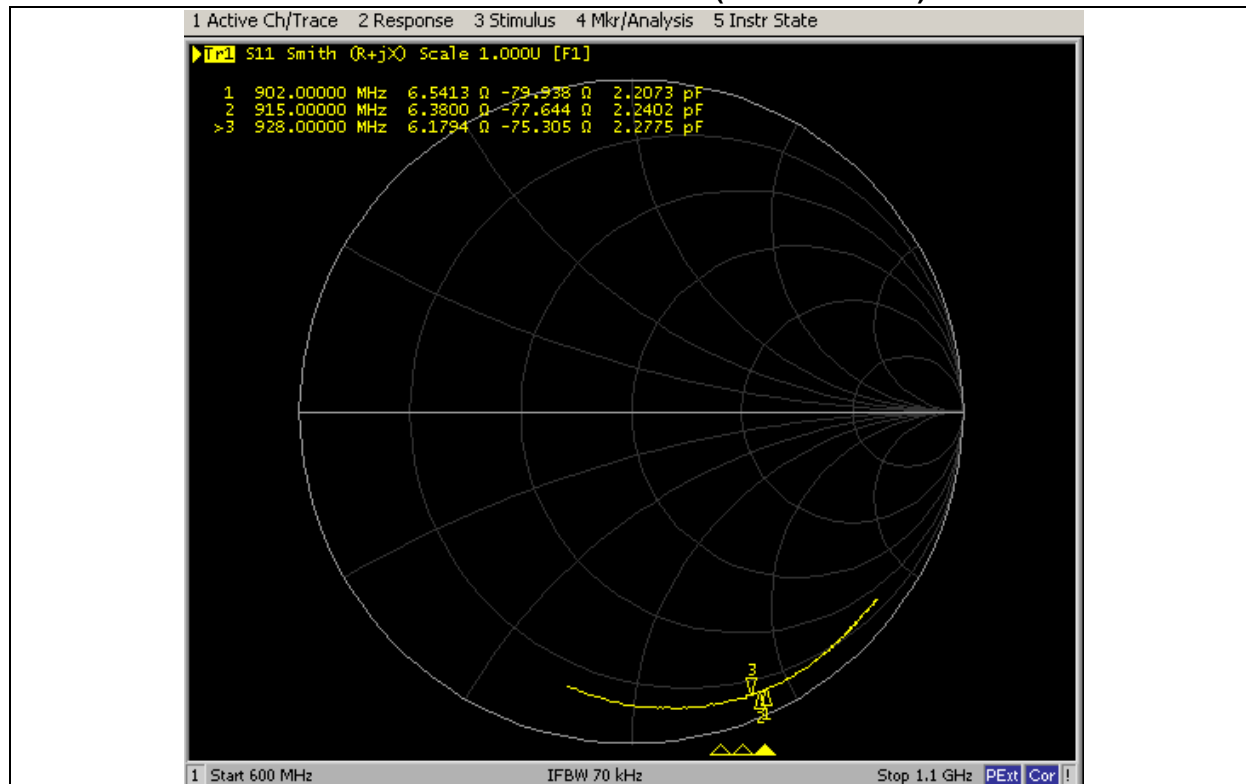 1 Active Ch/Trace 2 Response 3 Stimulus 4 Mkr/Analysis 5 Instr State
Tr1 S11 Smith (R+jX) Scale 1.000U [F1]
1 902.00000 MHz 6.5413 Ω -79.938 Ω 2.2073 pF
2 915.00000 MHz 6.3800 Ω -77.644 Ω 2.2402 pF
>3 928.00000 MHz 6.1794 Ω -75.305 Ω 2.2775 pF
3
2 1
1 Start 600 MHz IFBW 70 kHz Stop 1.1 GHz PExt Cor !